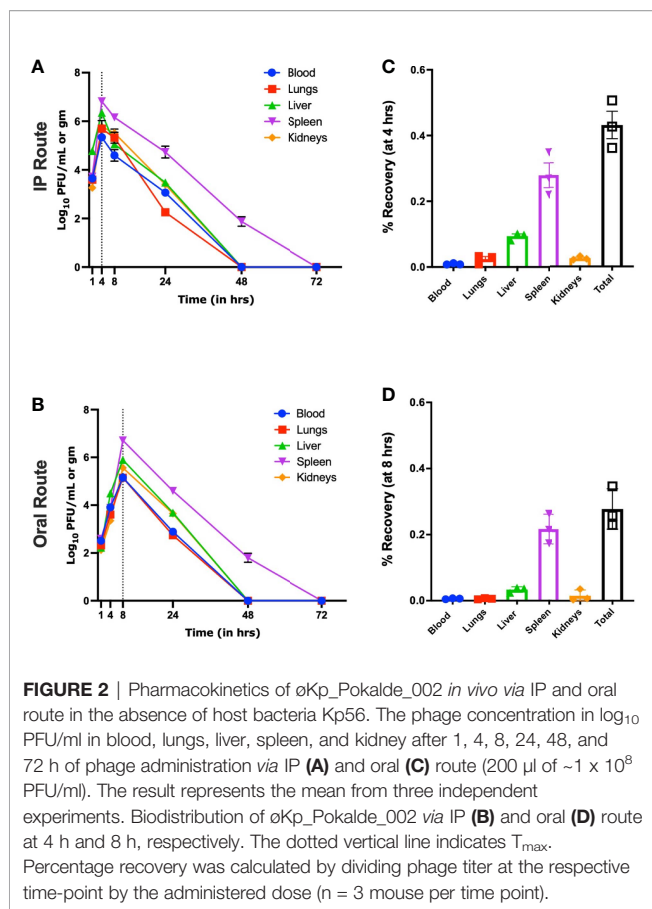 A
IP Route
Log10 PFU/mL or gm
8
6
4
2
0
1 4 8 24 48 72
Time (in hrs)
Blood
Lungs
Liver
Spleen
Kidneys
C
% Recovery (at 4 hrs)
0.6
0.4
0.2
0.0
Blood
Lungs
Liver
Spleen
Kidneys
Total
B
Oral Route
Log10 PFU/mL or gm
8
6
4
2
0
1 4 8 24 48 72
Time (in hrs)
Blood
Lungs
Liver
Spleen
Kidneys
D
% Recovery (at 8 hrs)
0.6
0.4
0.2
0.0
Blood
Lungs
Liver
Spleen
Kidneys
Total
FIGURE 2 | Pharmacokinetics of øKp_Pokalde_002 in vivo via IP and oral
route in the absence of host bacteria Kp56. The phage concentration in log10
PFU/ml in blood, lungs, liver, spleen, and kidney after 1, 4, 8, 24, 48, and
72 h of phage administration via IP (A) and oral (C) route (200 µl of ~1 x 10⁸
PFU/ml). The result represents the mean from three independent
experiments. Biodistribution of øKp_Pokalde_002 via IP (B) and oral (D) route
at 4 h and 8 h, respectively. The dotted vertical line indicates Tmax.
Percentage recovery was calculated by dividing phage titer at the respective
time-point by the administered dose (n = 3 mouse per time point).